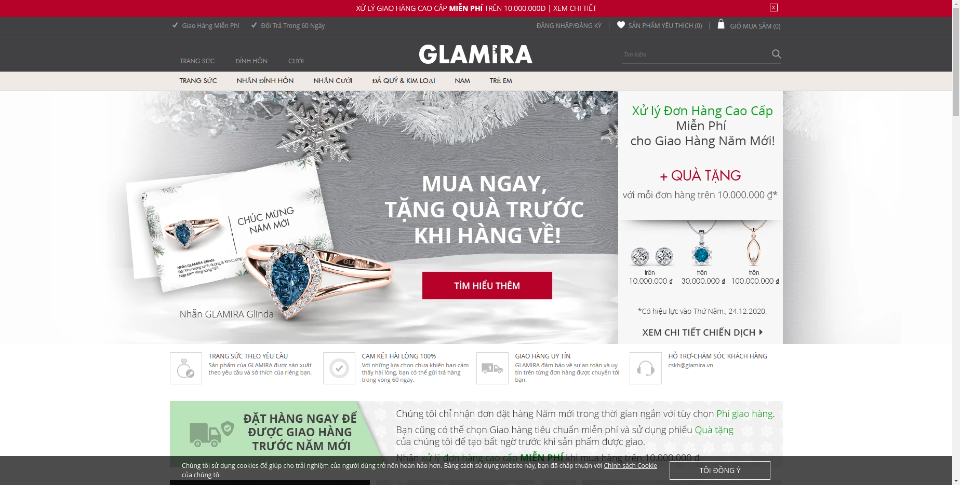 XỬ LÝ GIAO HÀNG CAO CẤP MIỄN PHÍ TRÊN 10.000.000Đ | XEM CHI TIẾT
Giao Hàng Miễn Phí
Đổi Trả Trong 60 Ngày
ĐĂNG NHẬP/ĐĂNG KÝ
SẢN PHẨM YÊU THÍCH (0)
GIỎ MUA SẮM (0)
TRANG SỨC
ĐÍNH HÔN
CƯỚI
GLAMIRA
Tìm kiếm
TRANG SỨC
NHẪN ĐÍNH HÔN
NHẪN CƯỚI
ĐÁ QUÝ & KIM LOẠI
NAM
TRẺ EM
CHÚC MỪNG
NĂM MỚI
Nhẫn GLAMIRA Glinda
MUA NGAY,
TẶNG QUÀ TRƯỚC
KHI HÀNG VỀ!
TÌM HIỂU THÊM
Nhẫn GLAMIRA Glinda
Xử lý Đơn Hàng Cao Cấp
Miễn Phí
cho Giao Hàng Năm Mới!
+ QUÀ TẶNG
với mỗi đơn hàng trên 10.000.000 ₫*
trên
10.000.000 ₫
trên
30.000.000 ₫
trên
100.000.000 ₫
*Có hiệu lực vào Thứ Năm, 24.12.2020.
XEM CHI TIẾT CHIẾN DỊCH
TRANG SỨC THEO YÊU CẦU
Sản phẩm của GLAMIRA được sản xuất
theo yêu cầu và sở thích của riêng bạn.
CAM KẾT HÀI LÒNG 100%
Với những lựa chọn chưa khiến bạn cảm
thấy hài lòng, bạn có thể gửi trả hàng
trong vòng 60 ngày.
GIAO HÀNG UY TÍN
GLAMIRA đảm bảo về sự an toàn và uy
tín trên từng đơn hàng được chuyển tới
bạn.
HỖ TRỢ-CHĂM SÓC KHÁCH HÀNG
cskh@glamira.vn
ĐẶT HÀNG NGAY ĐỂ
ĐƯỢC GIAO HÀNG
TRƯỚC NĂM MỚI
Chúng tôi chỉ nhận đơn đặt hàng Năm mới trong thời gian ngắn với tùy chọn Phí giao hàng.
Bạn cũng có thể chọn Giao hàng tiêu chuẩn miễn phí và sử dụng phiếu Quà tặng
của chúng tôi để tạo bất ngờ trước khi sản phẩm được giao.
Nhận xử lý đơn hàng cao cấp MIỄN PHÍ khi mua hàng trên 10.000.000 ₫
Chúng tôi sử dụng cookies để giúp cho trải nghiệm của người dùng trở nên hoàn hảo hơn. Bằng cách sử dụng website này, bạn đã chấp thuận với Chính sách Cookie
của chúng tô.
TÔI ĐỒNG Ý